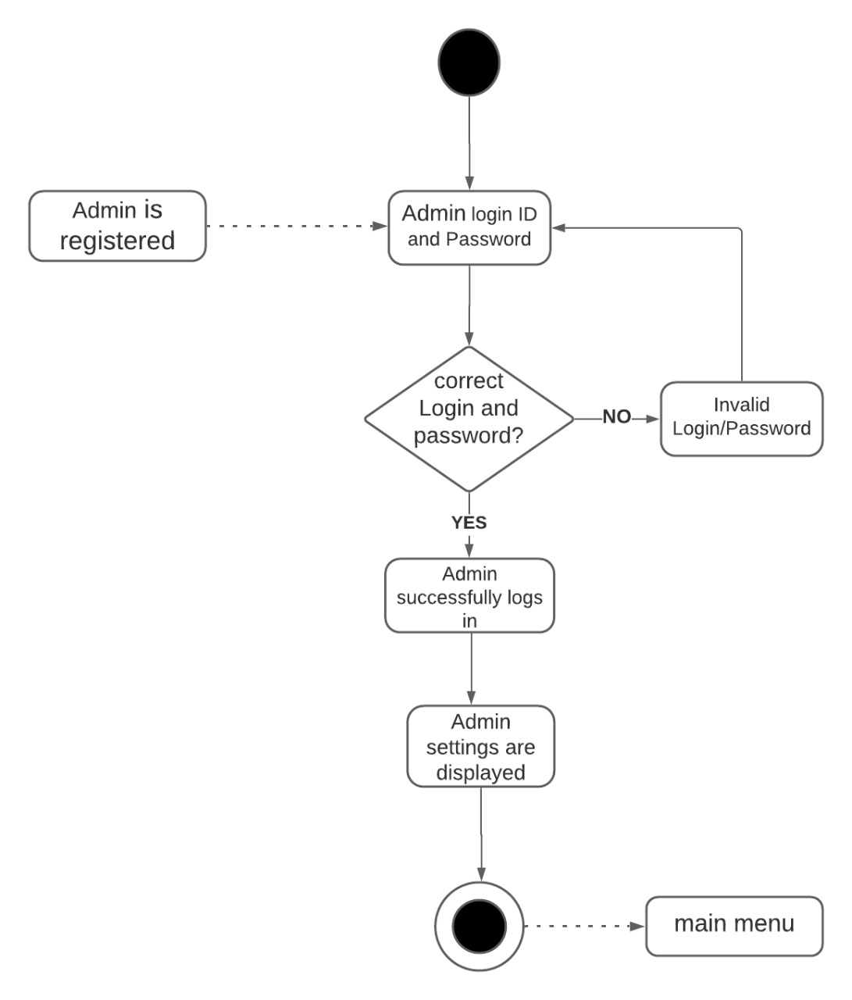 Admin is
registered
Admin login ID
and Password
correct
Login and
password?
NO
Invalid
Login/Password
YES
Admin
successfully logs
in
Admin
settings are
displayed
main menu